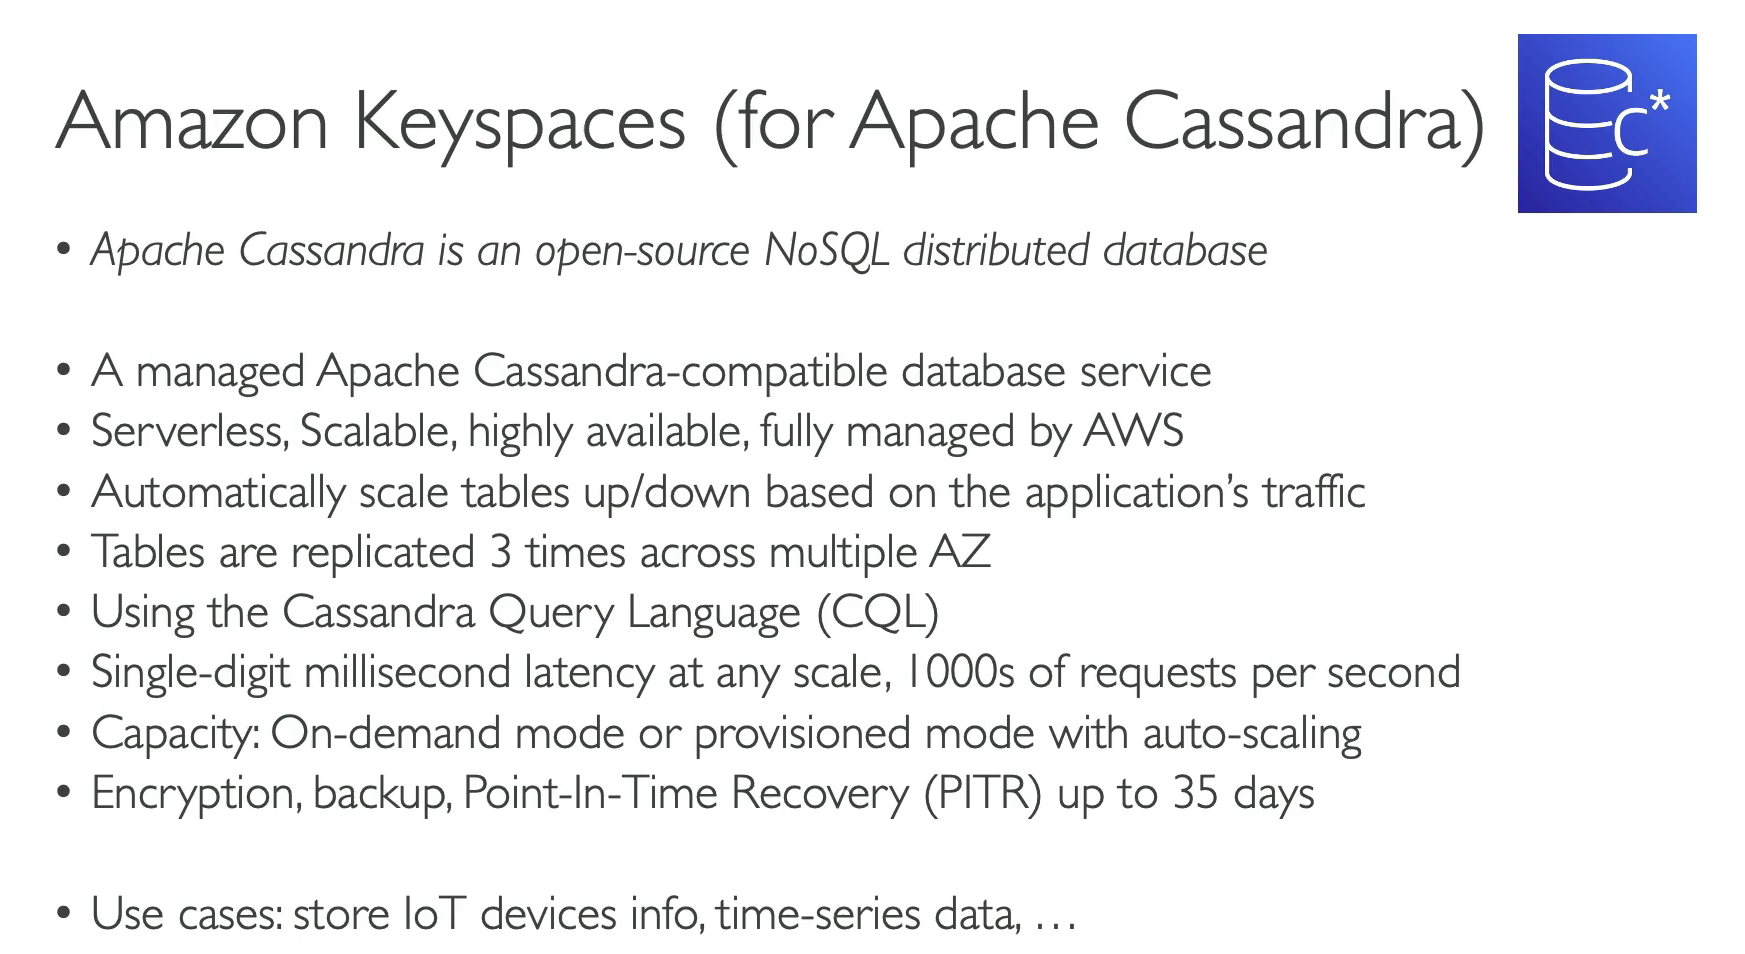 Amazon Keyspaces (for Apache Cassandra)
C*
• Apache Cassandra is an open-source NoSQL distributed database
• A managed Apache Cassandra-compatible database service
• Serverless, Scalable, highly available, fully managed by AWS
• Automatically scale tables up/down based on the application’s traffic
• Tables are replicated 3 times across multiple AZ
• Using the Cassandra Query Language (CQL)
• Single-digit millisecond latency at any scale, 1000s of requests per second
• Capacity: On-demand mode or provisioned mode with auto-scaling
• Encryption, backup, Point-In-Time Recovery (PITR) up to 35 days
• Use cases: store IoT devices info, time-series data, …